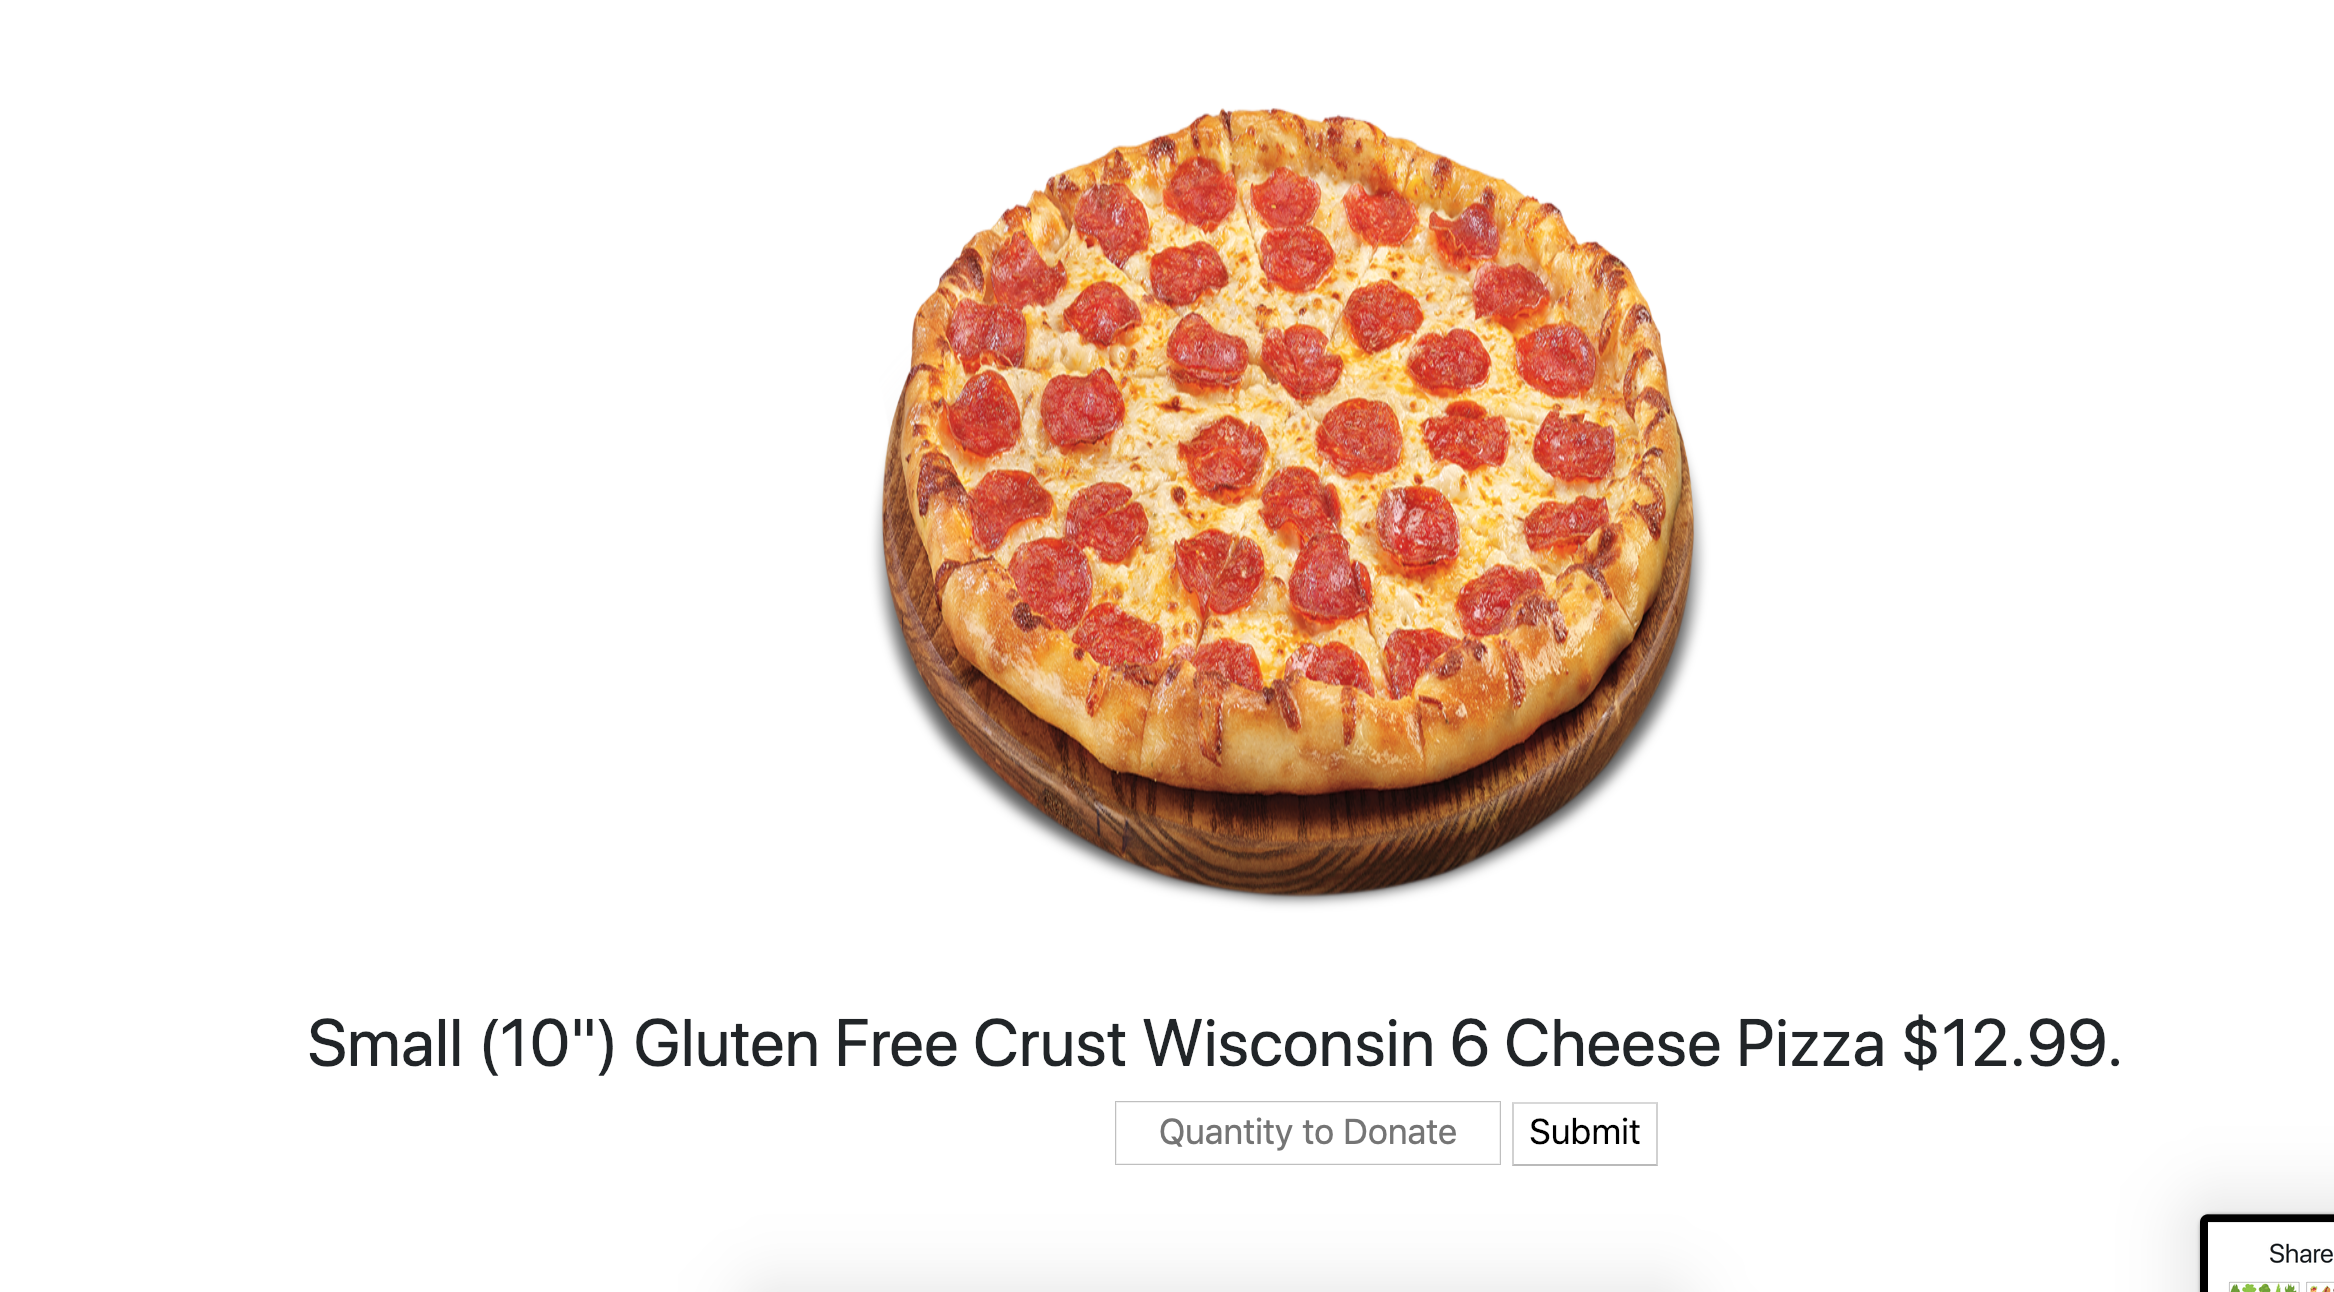 Small (10") Gluten Free Crust Wisconsin 6 Cheese Pizza $12.99.
Quantity to Donate
Submit
Share